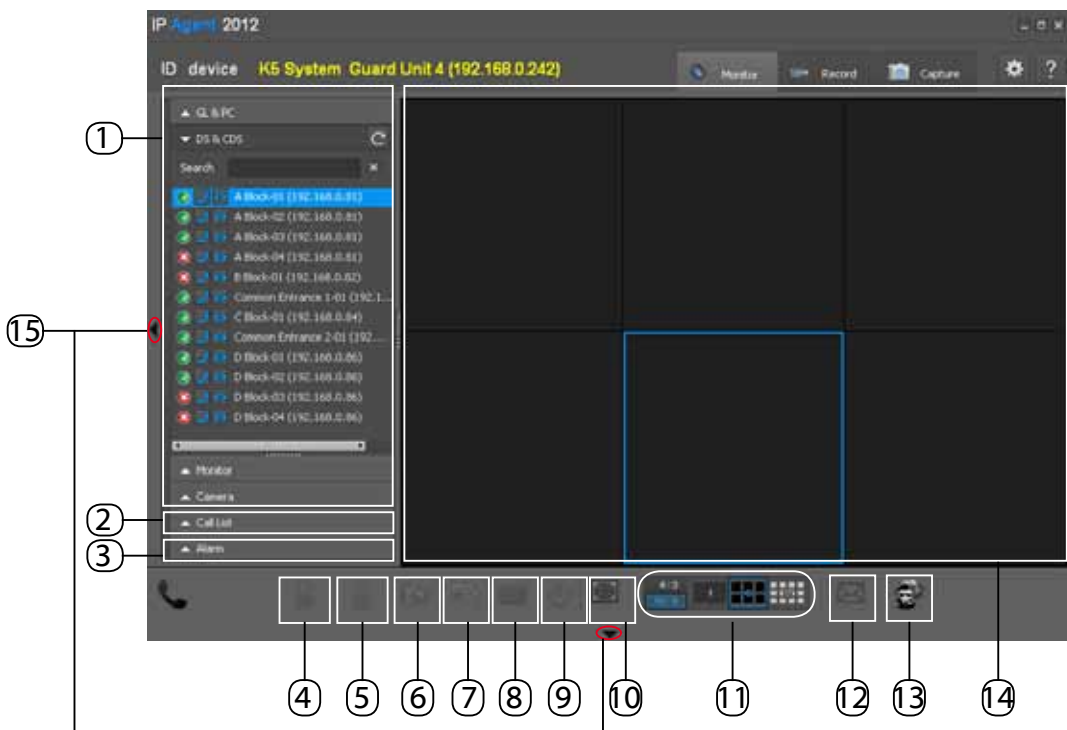 IP Agent 2012
ID device K5 System Guard Unit 4 (192.168.0.242)
Monitor Record Capture ?
GL & PC
DS & CDS
Search
A Block-01 (192.168.0.81)
A Block-02 (192.168.0.81)
A Block-03 (192.168.0.81)
A Block-04 (192.168.0.81)
B Block-01 (192.168.0.82)
Common Entrance 1-01 (192.1...
C Block-01 (192.168.0.84)
Common Entrance 2-01 (192....
D Block-01 (192.168.0.86)
D Block-02 (192.168.0.86)
D Block-03 (192.168.0.86)
D Block-04 (192.168.0.86)
Monitor
Camera
Call List
Alarm
4:3
1
2
3
4
5
6
7
8
9
10
11
12
13
14
15